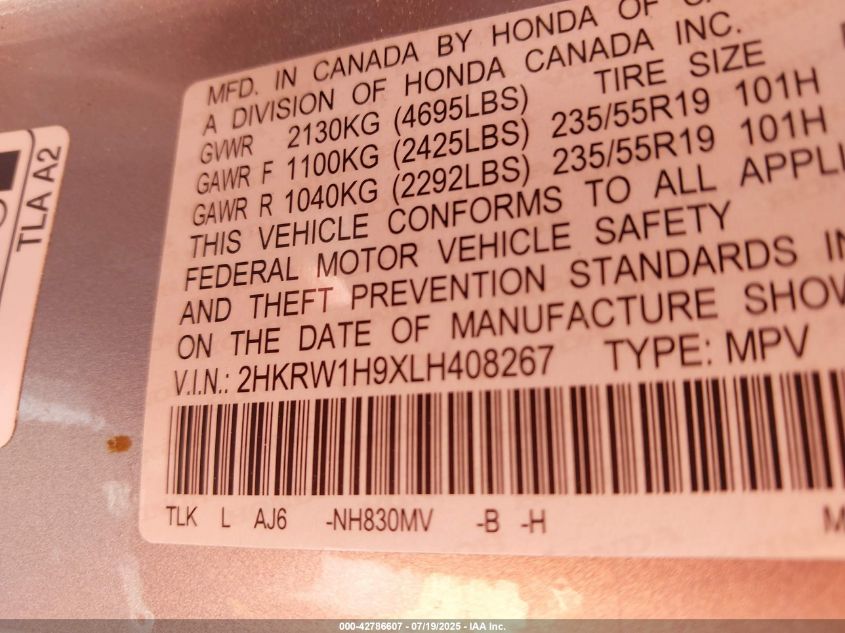 MFD. IN CANADA BY HONDA OF
A DIVISION OF HONDA CANADA INC.
GVWR 2130KG (4695LBS) TIRE SIZE
GAWR F 1100KG (2425LBS) 235/55R19 101H
GAWR R 1040KG (2292LBS) 235/55R19 101H
THIS VEHICLE CONFORMS TO ALL APPLI
FEDERAL MOTOR VEHICLE SAFETY
AND THEFT PREVENTION STANDARDS IN
ON THE DATE OF MANUFACTURE SHOW
V.I.N.: 2HKRW1H9XLH408267 TYPE: MPV
TLK L AJ6 -NH830MV -B -H
TLA A2
000-42786607 - 07/19/2025 - IAA Inc.